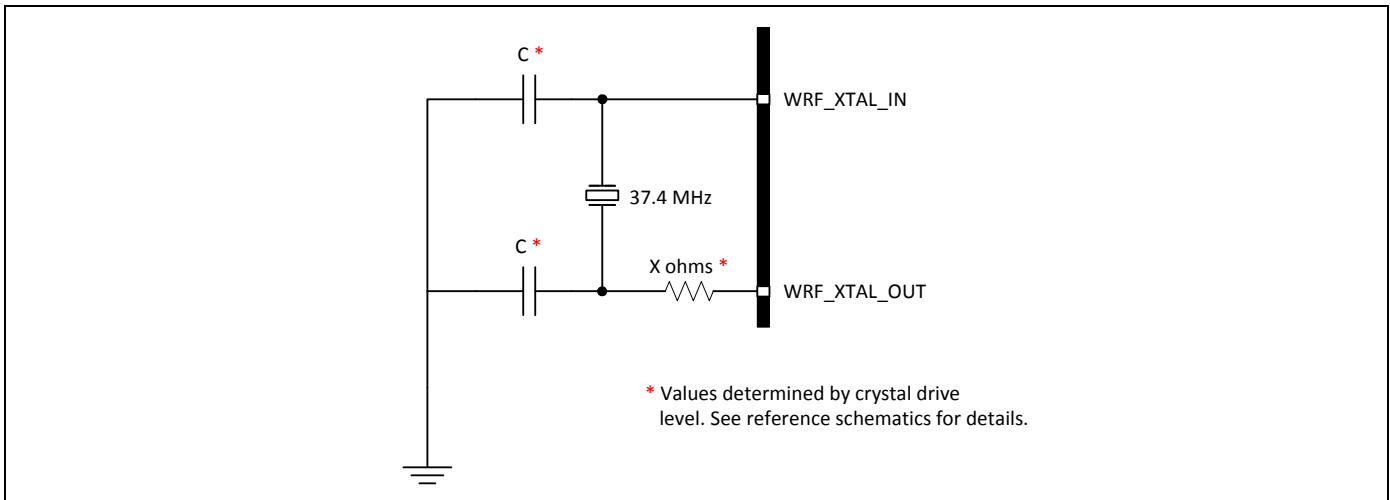 C *
WRF_XTAL_IN
37.4 MHz
C *
X ohms *
WRF_XTAL_OUT
* Values determined by crystal drive
level. See reference schematics for details.